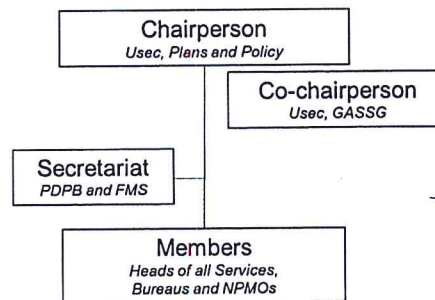 Chairperson
Usec, Plans and Policy
Co-chairperson
Usec, GASSG
Secretariat
PDPB and FMS
Members
Heads of all Services,
Bureaus and NPMOs